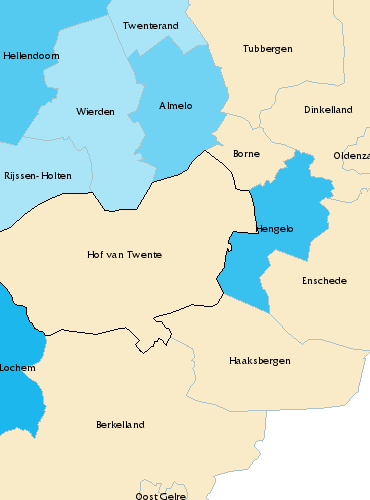 Twenterand
Tubbergen
Hellendoorn
Almelo
Wierden
Dinkelland
Borne
Oldenza
Rijssen-Holten
Hengelo
Hof van Twente
Enschede
Haaksbergen
Lochem
Berkelland
Oost Gelre